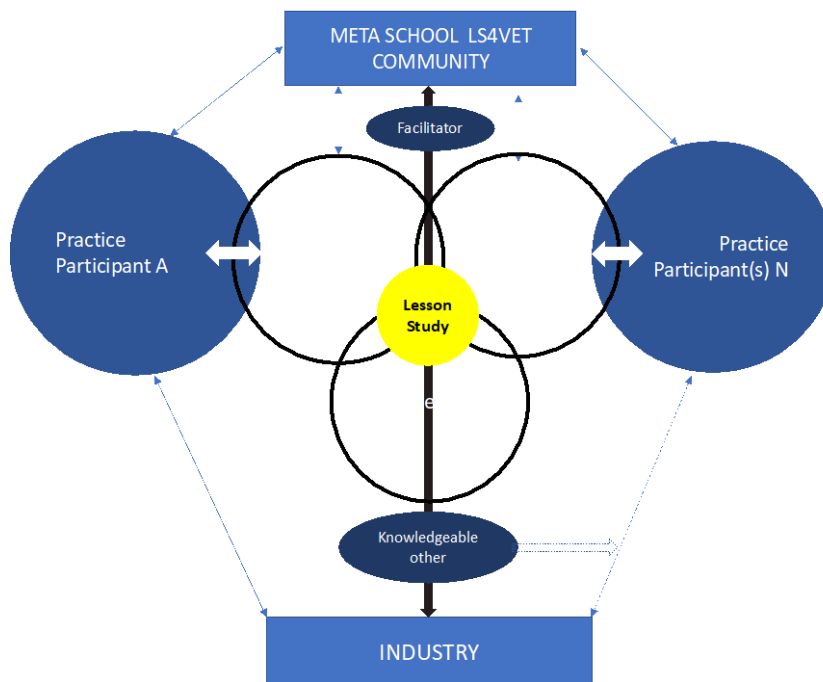 META SCHOOL LS4VET
COMMUNITY
Facilitator
Practice
Participant A
Practice
Participant(s) N
Lesson
Study
e
Knowledgeable
other
INDUSTRY